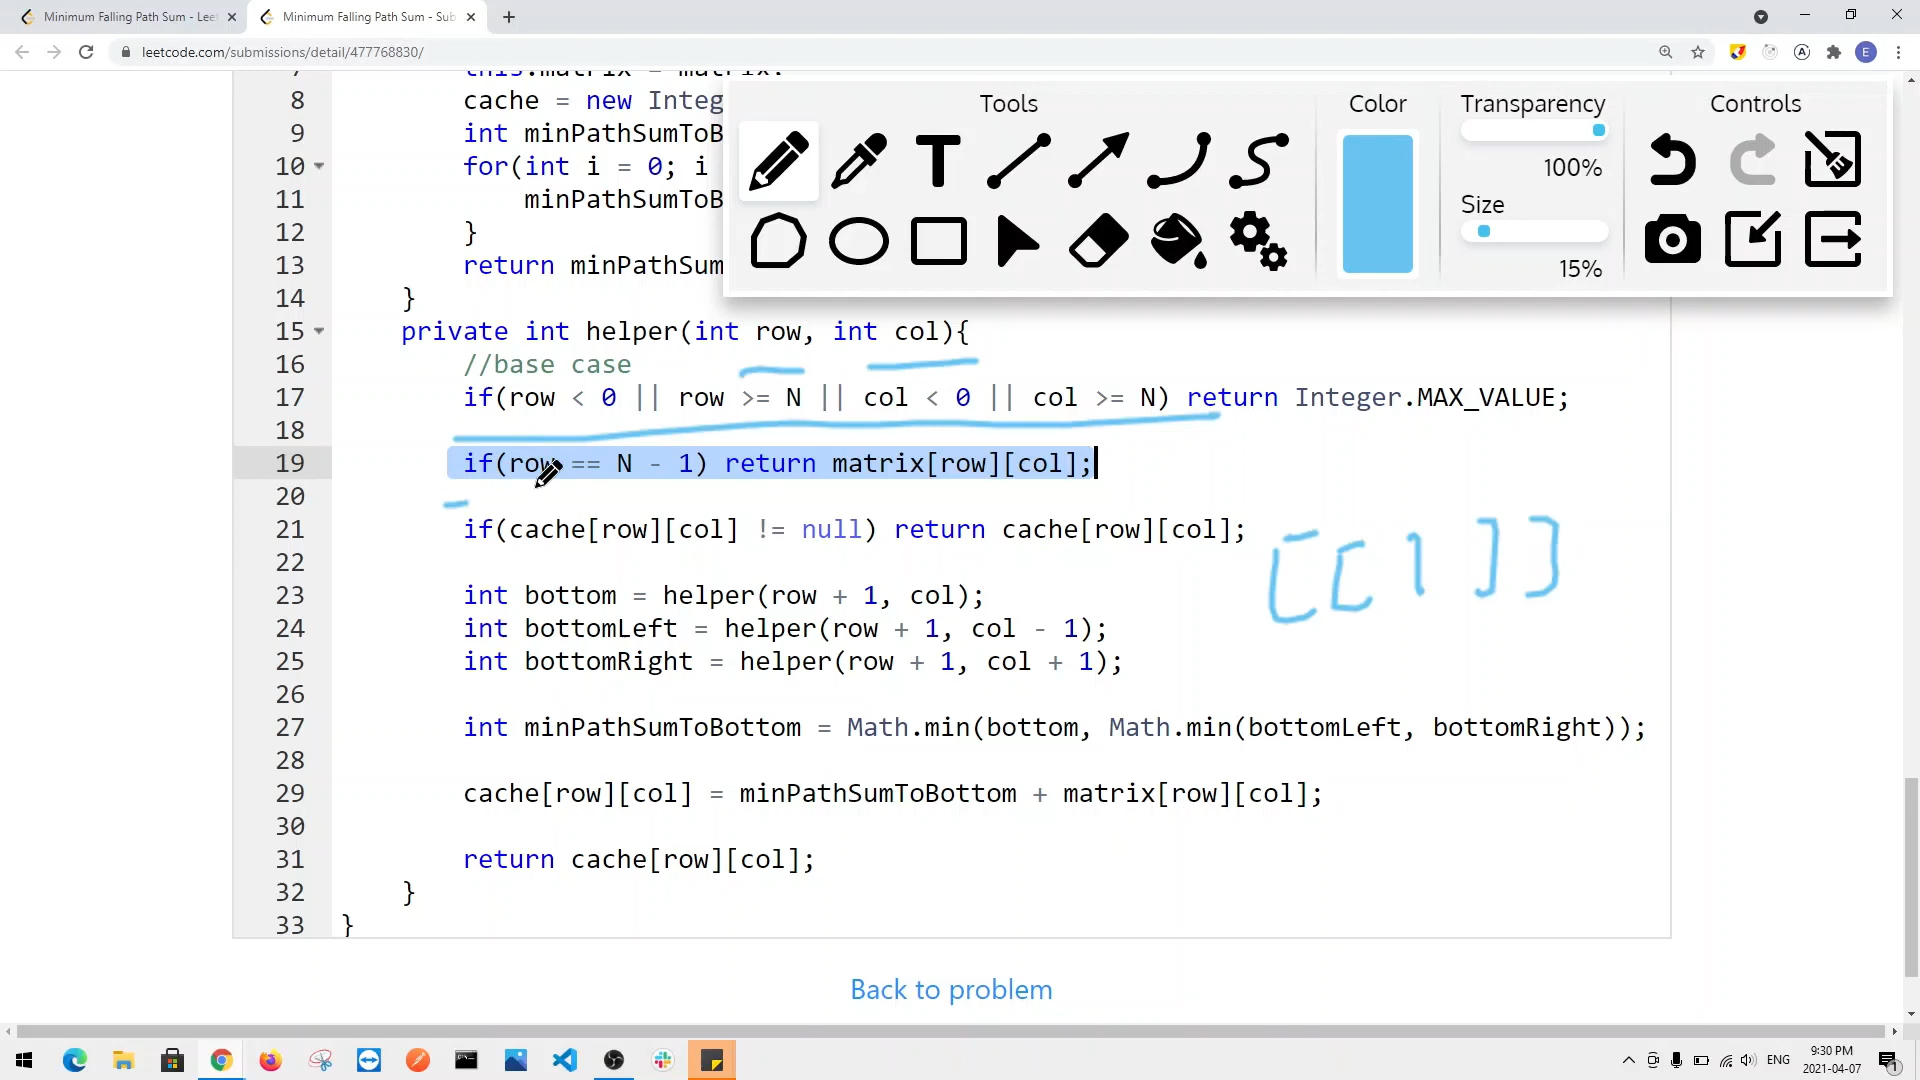 Minimum Falling Path Sum - Leet
Minimum Falling Path Sum - Sub
leetcode.com/submissions/detail/477768830/
E
7 this.matrix = matrix;
8 cache = new Integ
9 int minPathSumToB
10 for(int i = 0; i
11 minPathSumToB
12 }
13 return minPathSum
14 }
15 private int helper(int row, int col){
16 //base case
17 if(row < 0 || row >= N || col < 0 || col >= N) return Integer.MAX_VALUE;
18
19 if(row == N - 1) return matrix[row][col];
20
21 if(cache[row][col] != null) return cache[row][col];
22
23 int bottom = helper(row + 1, col);
24 int bottomLeft = helper(row + 1, col - 1);
25 int bottomRight = helper(row + 1, col + 1);
26
27 int minPathSumToBottom = Math.min(bottom, Math.min(bottomLeft, bottomRight));
28
29 cache[row][col] = minPathSumToBottom + matrix[row][col];
30
31 return cache[row][col];
32 }
33 }
Tools
Color
Transparency
100%
Size
15%
Controls
[[1]]
Back to problem
ENG
9:30 PM
2021-04-07
1